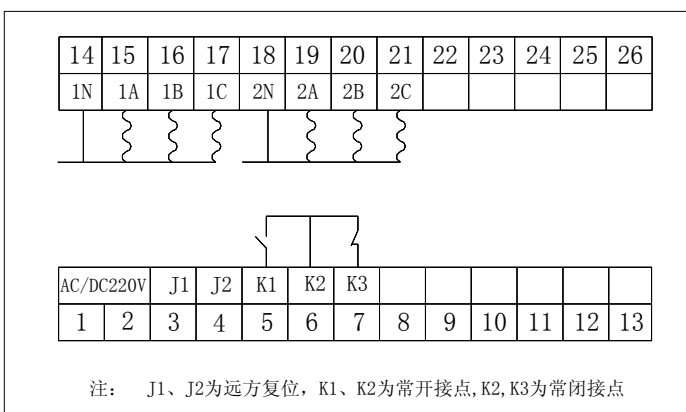 14 15 16 17 18 19 20 21 22 23 24 25 26
1N 1A 1B 1C 2N 2A 2B 2C
AC/DC220V J1 J2 K1 K2 K3
1 2 3 4 5 6 7 8 9 10 11 12 13
注: J1、J2为远方复位，K1、K2为常开接点,K2,K3为常闭接点